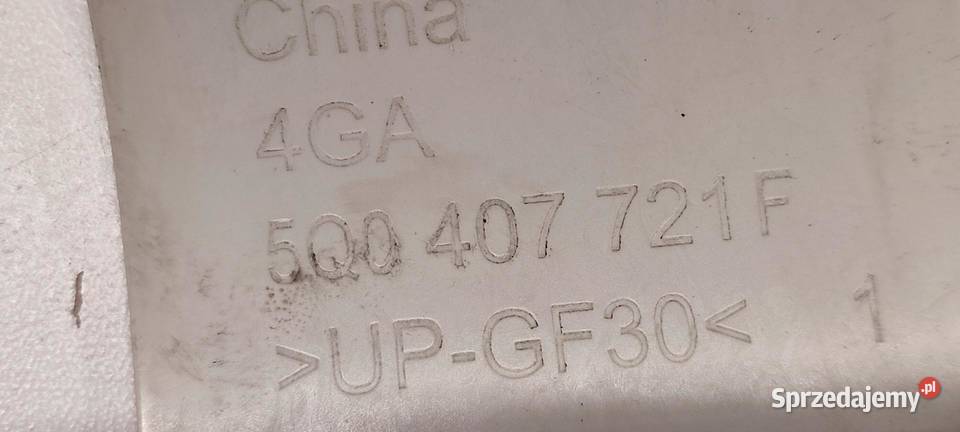 China
4GA
5Q0 407 721 F
>UP-GF30< 1
Sprzedajemy.pl